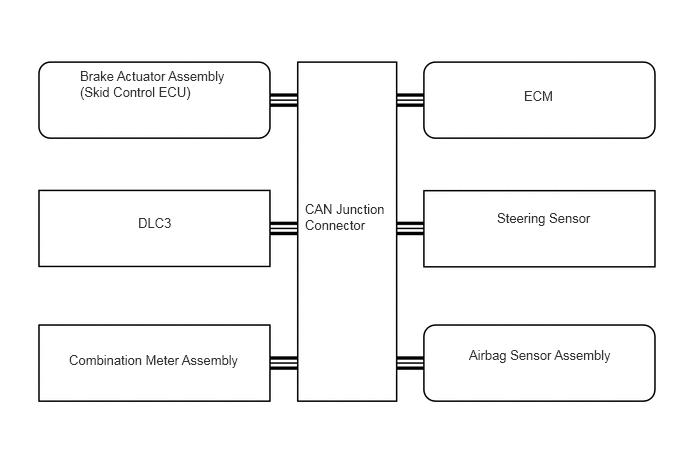 Brake Actuator Assembly
(Skid Control ECU)
ECM
DLC3
CAN Junction
Connector
Steering Sensor
Combination Meter Assembly
Airbag Sensor Assembly